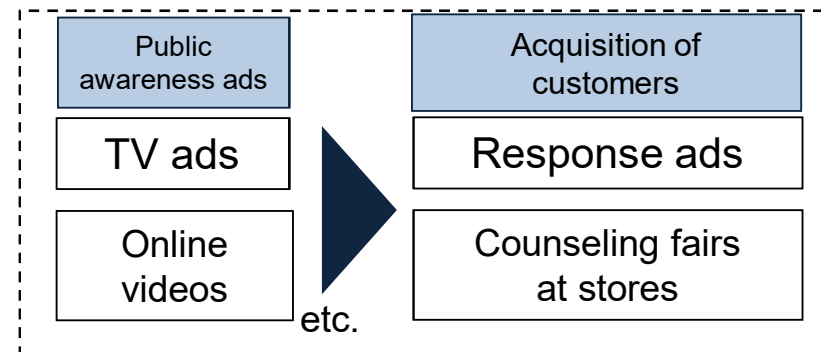 Public
awareness ads
TV ads
Online
videos
etc.
Acquisition of
customers
Response ads
Counseling fairs
at stores